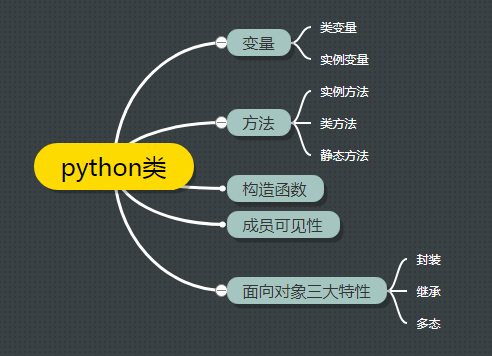 python类
变量
类变量
实例变量
方法
实例方法
类方法
静态方法
构造函数
成员可见性
面向对象三大特性
封装
继承
多态